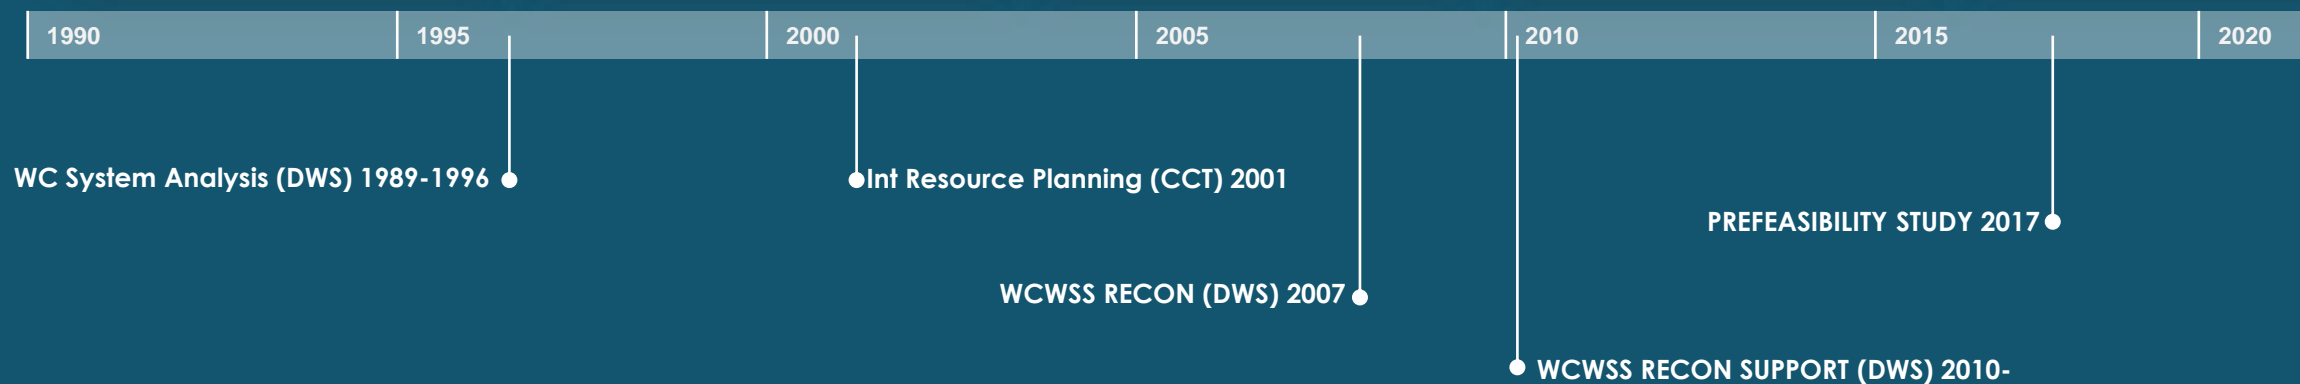 1990 1995 2000 2005 2010 2015 2020
WC System Analysis (DWS) 1989-1996
Int Resource Planning (CCT) 2001
PREFEASIBILITY STUDY 2017
WCWSS RECON (DWS) 2007
WCWSS RECON SUPPORT (DWS) 2010-